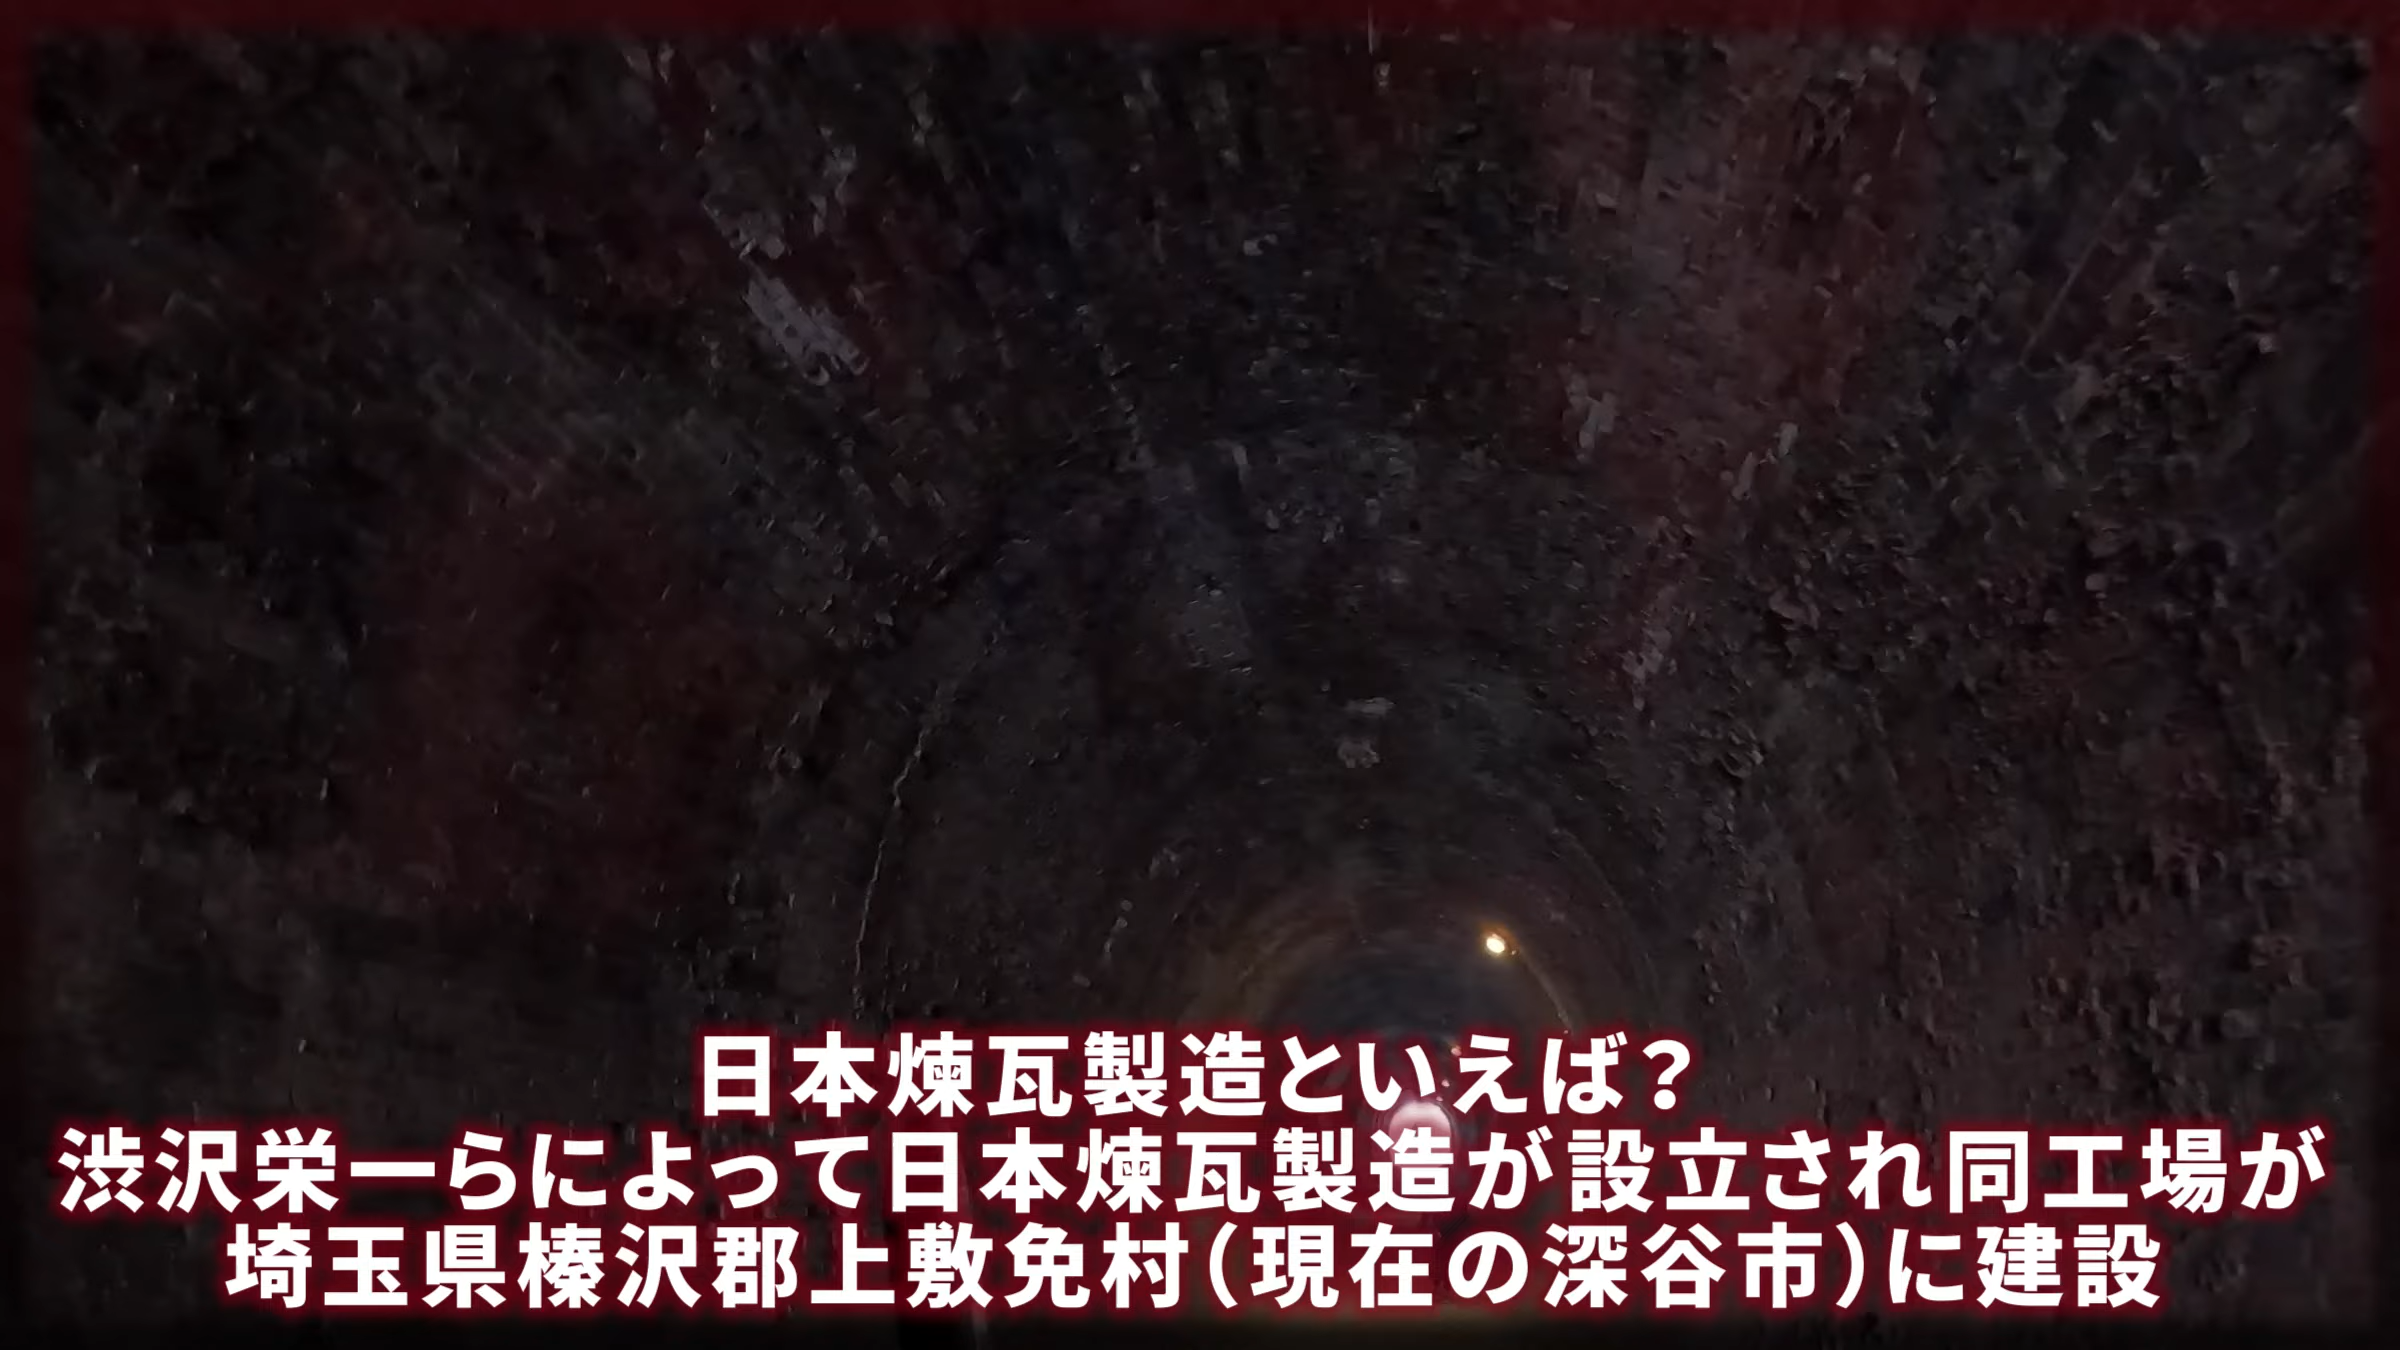 日本煉瓦製造といえば？
渋沢栄一らによって日本煉瓦製造が設立され同工場が
埼玉県榛沢郡上敷免村（現在の深谷市）に建設